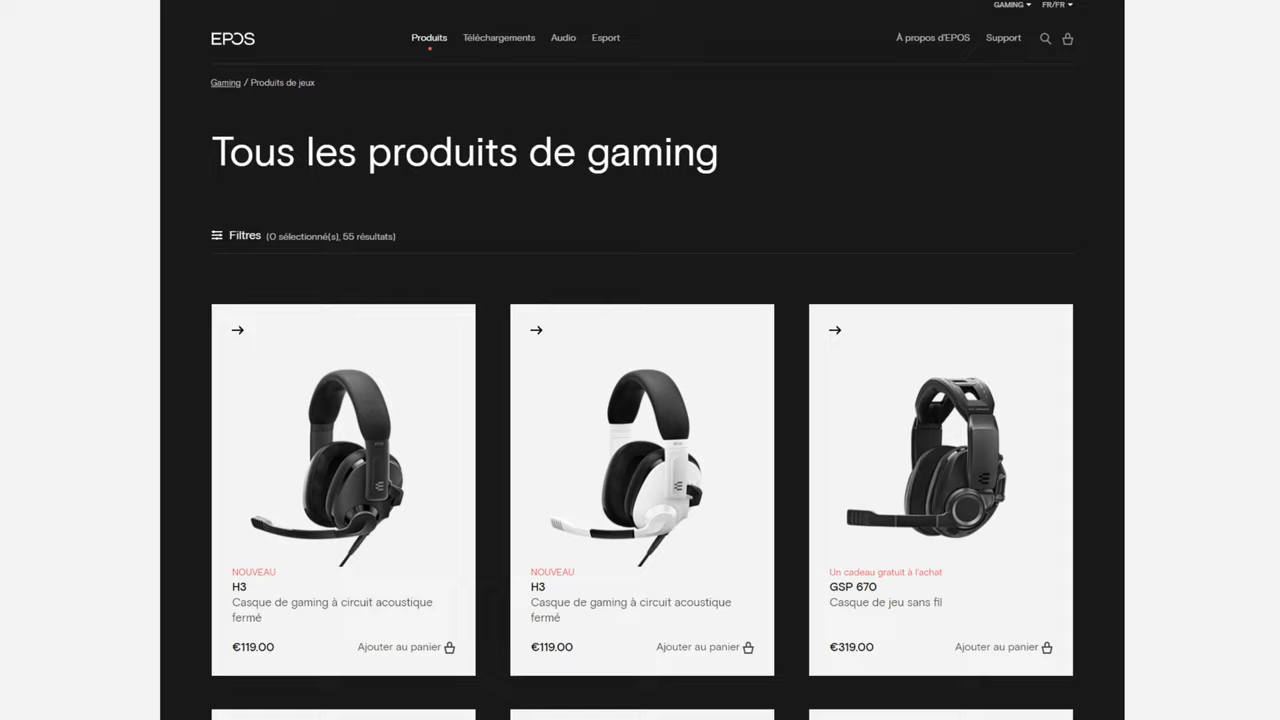 GAMING FR/FR
EPOS Produits Téléchargements Audio Esport À propos d'EPOS Support
Gaming / Produits de jeux
Tous les produits de gaming
Filtres (0 sélectionné(s), 55 résultats)
NOUVEAU
H3
Casque de gaming à circuit acoustique
fermé
€119.00 Ajouter au panier
NOUVEAU
H3
Casque de gaming à circuit acoustique
fermé
€119.00 Ajouter au panier
Un cadeau gratuit à l'achat
GSP 670
Casque de jeu sans fil
€319.00 Ajouter au panier